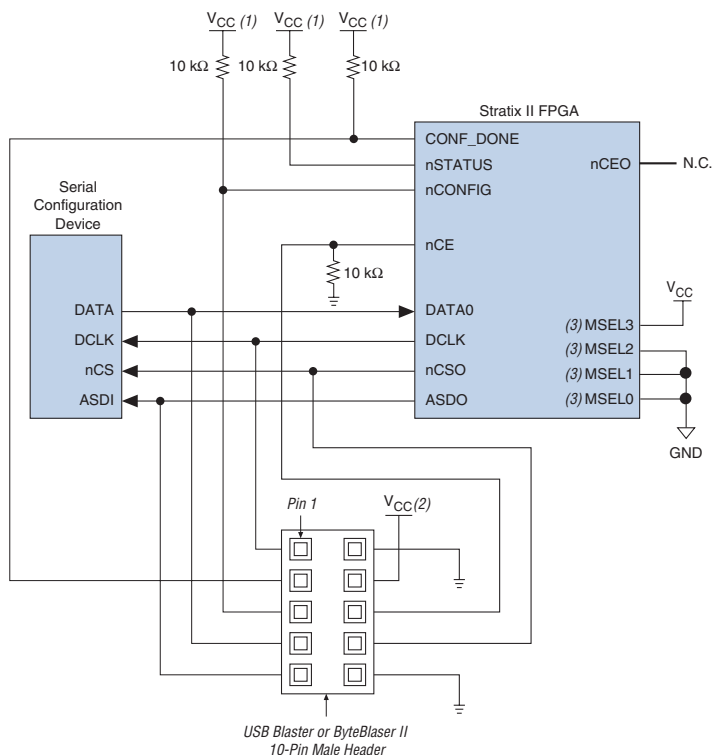 VCC (1) VCC (1) VCC (1)
10 kΩ 10 kΩ 10 kΩ
Stratix II FPGA
CONF_DONE
nSTATUS
nCONFIG
nCE
nCEO
N.C.
10 kΩ
Serial
Configuration
Device
DATA
DCLK
nCS
ASDI
DATA0
DCLK
nCSO
ASDO
VCC
(3) MSEL3
(3) MSEL2
(3) MSEL1
(3) MSEL0
GND
Pin 1
VCC (2)
USB Blaster or ByteBlaser II
10-Pin Male Header